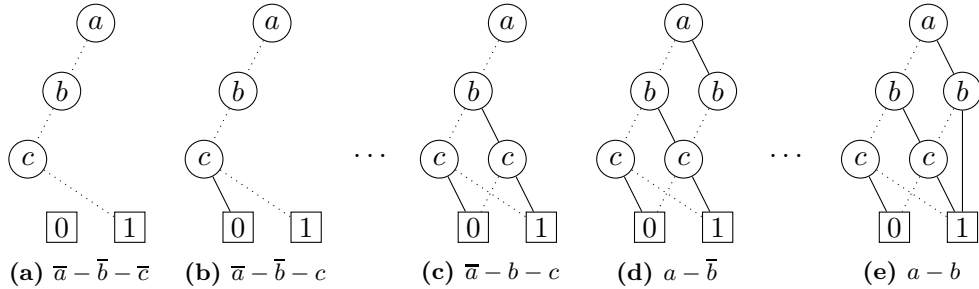 a a a a a
b b b b b b b
c c ··· c c c c ··· c c
0 1 0 1 0 1 0 1 0 1
(a) a̅ − b̅ − c̅ (b) a̅ − b̅ − c (c) a̅ − b − c (d) a − b̅ (e) a − b